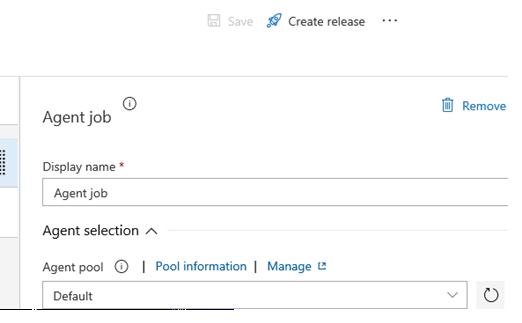 Save Create release ...
Agent job
Remove
Display name *
Agent job
Agent selection
Agent pool | Pool information | Manage
Default